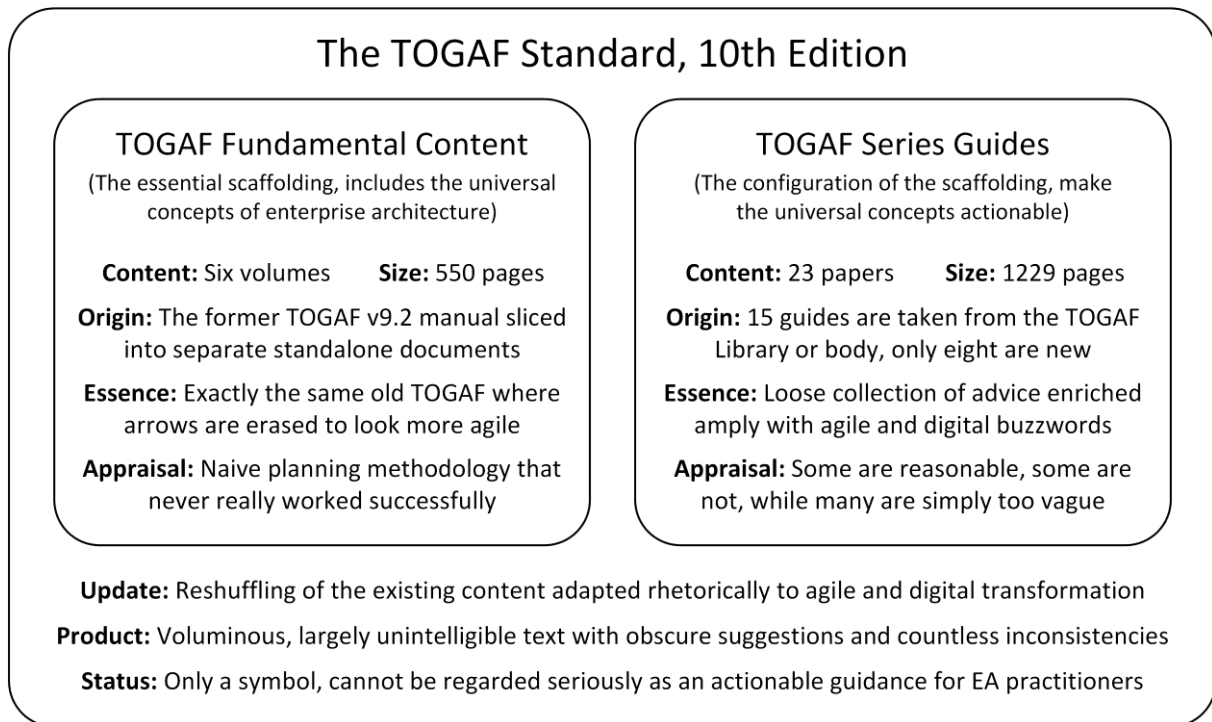 The TOGAF Standard, 10th Edition
TOGAF Fundamental Content
(The essential scaffolding, includes the universal
concepts of enterprise architecture)
Content: Six volumes Size: 550 pages
Origin: The former TOGAF v9.2 manual sliced
into separate standalone documents
Essence: Exactly the same old TOGAF where
arrows are erased to look more agile
Appraisal: Naive planning methodology that
never really worked successfully
TOGAF Series Guides
(The configuration of the scaffolding, make
the universal concepts actionable)
Content: 23 papers Size: 1229 pages
Origin: 15 guides are taken from the TOGAF
Library or body, only eight are new
Essence: Loose collection of advice enriched
amply with agile and digital buzzwords
Appraisal: Some are reasonable, some are
not, while many are simply too vague
Update: Reshuffling of the existing content adapted rhetorically to agile and digital transformation
Product: Voluminous, largely unintelligible text with obscure suggestions and countless inconsistencies
Status: Only a symbol, cannot be regarded seriously as an actionable guidance for EA practitioners